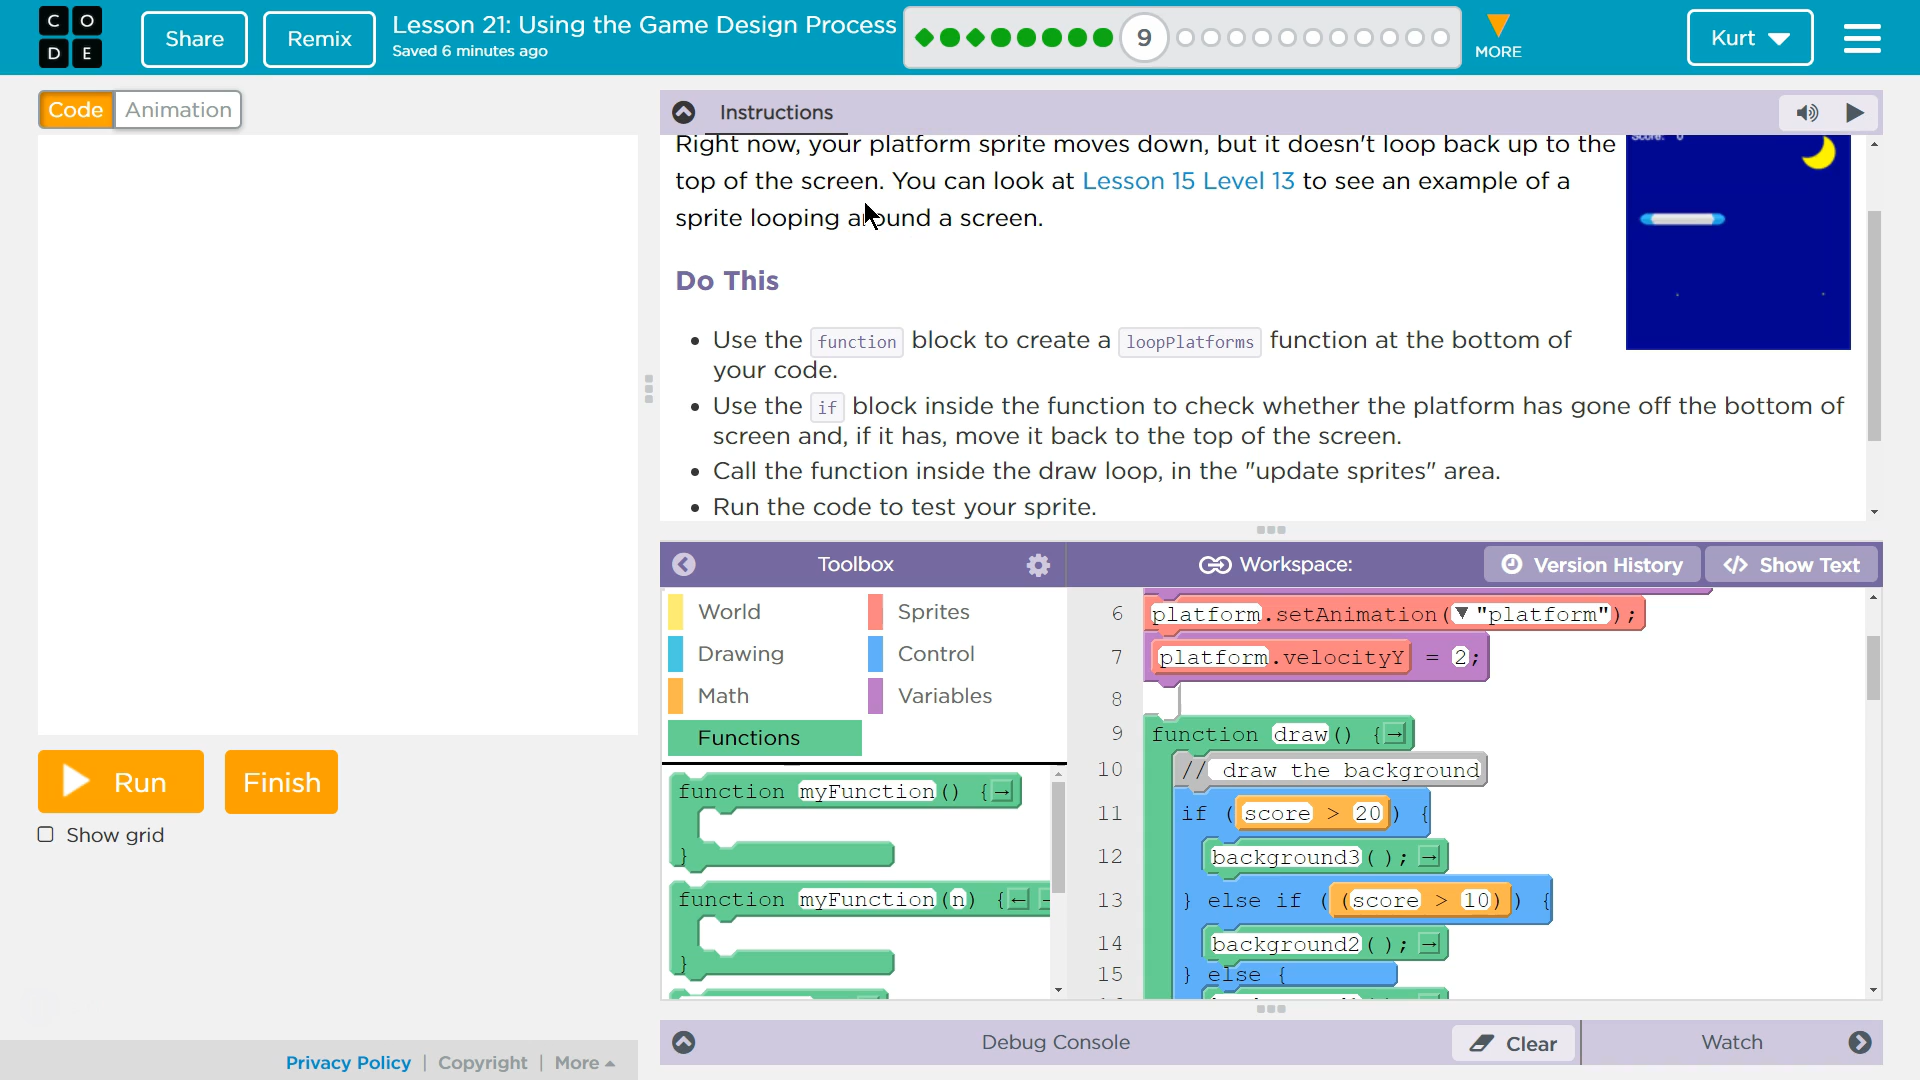 C O
D E
Share
Remix
Lesson 21: Using the Game Design Process
Saved 6 minutes ago
9
MORE
Kurt
Code
Animation
Instructions
Right now, your platform sprite moves down, but it doesn't loop back up to the
top of the screen. You can look at Lesson 15 Level 13 to see an example of a
sprite looping around a screen.
Score: 0
Do This
• Use the function block to create a loopPlatforms function at the bottom of
your code.
• Use the if block inside the function to check whether the platform has gone off the bottom of
screen and, if it has, move it back to the top of the screen.
• Call the function inside the draw loop, in the "update sprites" area.
• Run the code to test your sprite.
Toolbox
Workspace:
Version History
Show Text
World
Sprites
Drawing
Control
Math
Variables
Functions
function myFunction() {→
}
function myFunction(n) {←
}
6 platform.setAnimation(▼ "platform");
7 platform.velocityY = 2;
8
9 function draw() {→
10 // draw the background
11 if (score > 20) {
12 background3(); →
13 } else if ((score > 10)) {
14 background2(); →
15 } else {
Run
Finish
Show grid
Debug Console
Clear
Watch
Privacy Policy | Copyright | More ▲